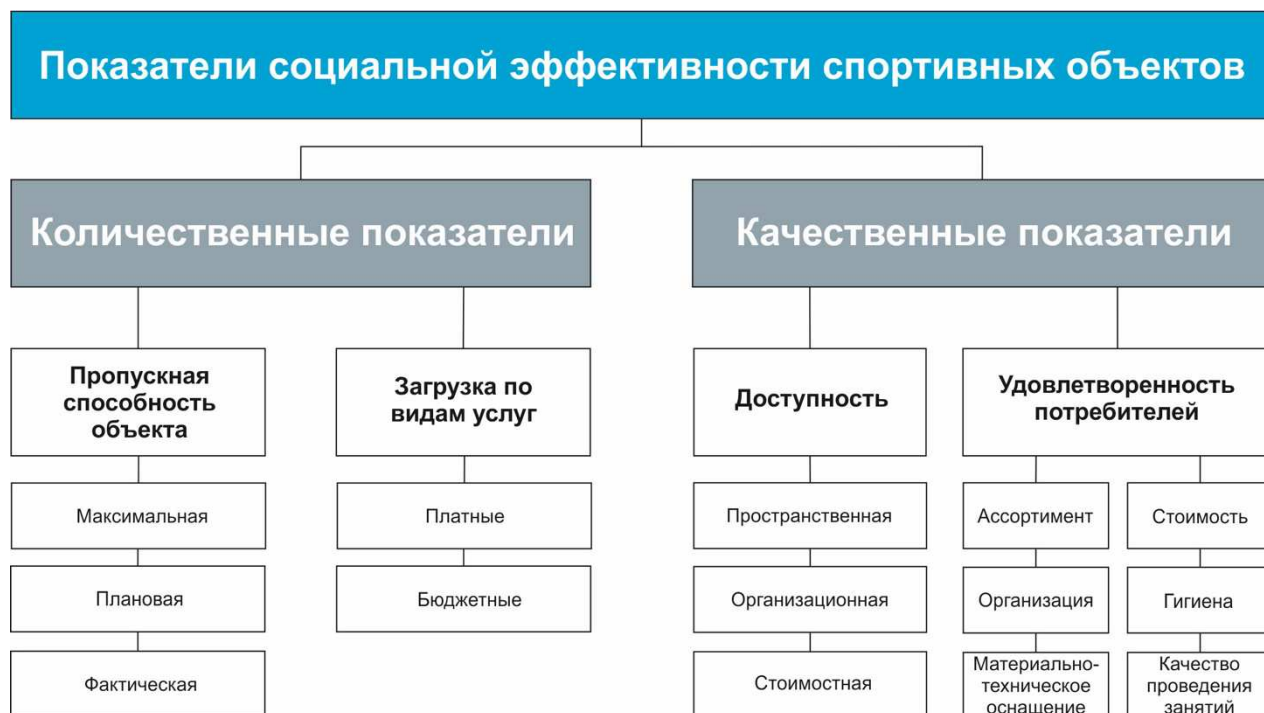 Показатели социальной эффективности спортивных объектов
Количественные показатели
Качественные показатели
Пропускная
способность
объекта
Загрузка по
видам услуг
Доступность
Удовлетворенность
потребителей
Максимальная
Платные
Пространственная
Ассортимент
Стоимость
Плановая
Бюджетные
Организационная
Организация
Гигиена
Фактическая
Стоимостная
Материально-
техническое
оснащение
Качество
проведения
занятий